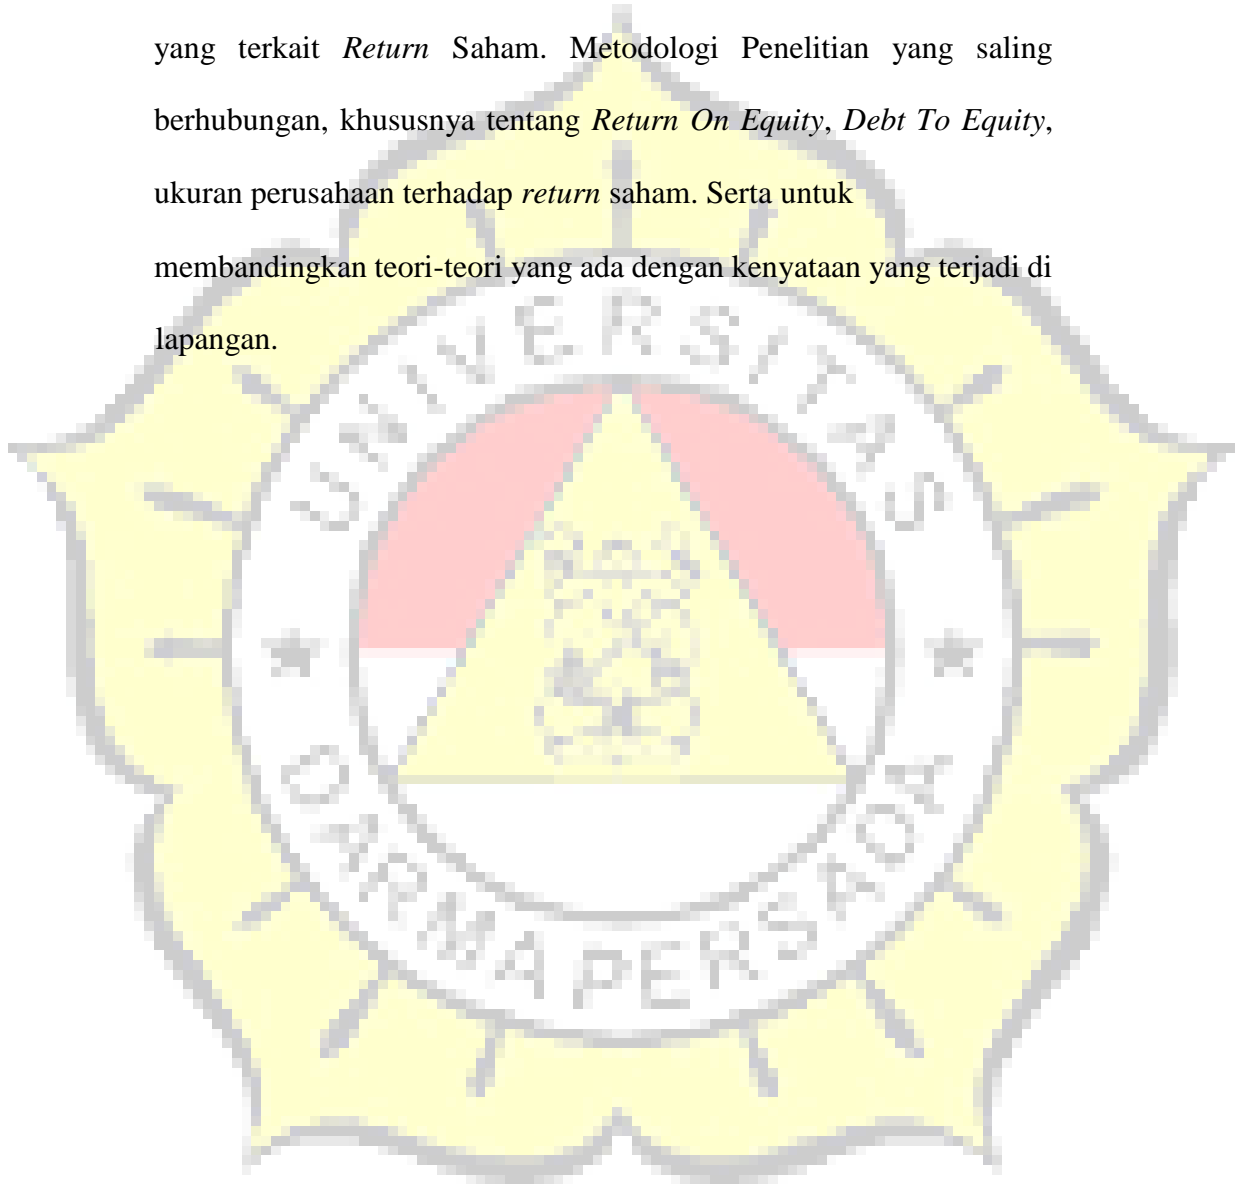 yang terkait Return Saham. Metodologi Penelitian yang saling
berhubungan, khususnya tentang Return On Equity, Debt To Equity,
ukuran perusahaan terhadap return saham. Serta untuk
membandingkan teori-teori yang ada dengan kenyataan yang terjadi di
lapangan.
UNIVERSITAS
DARMA PERSADA